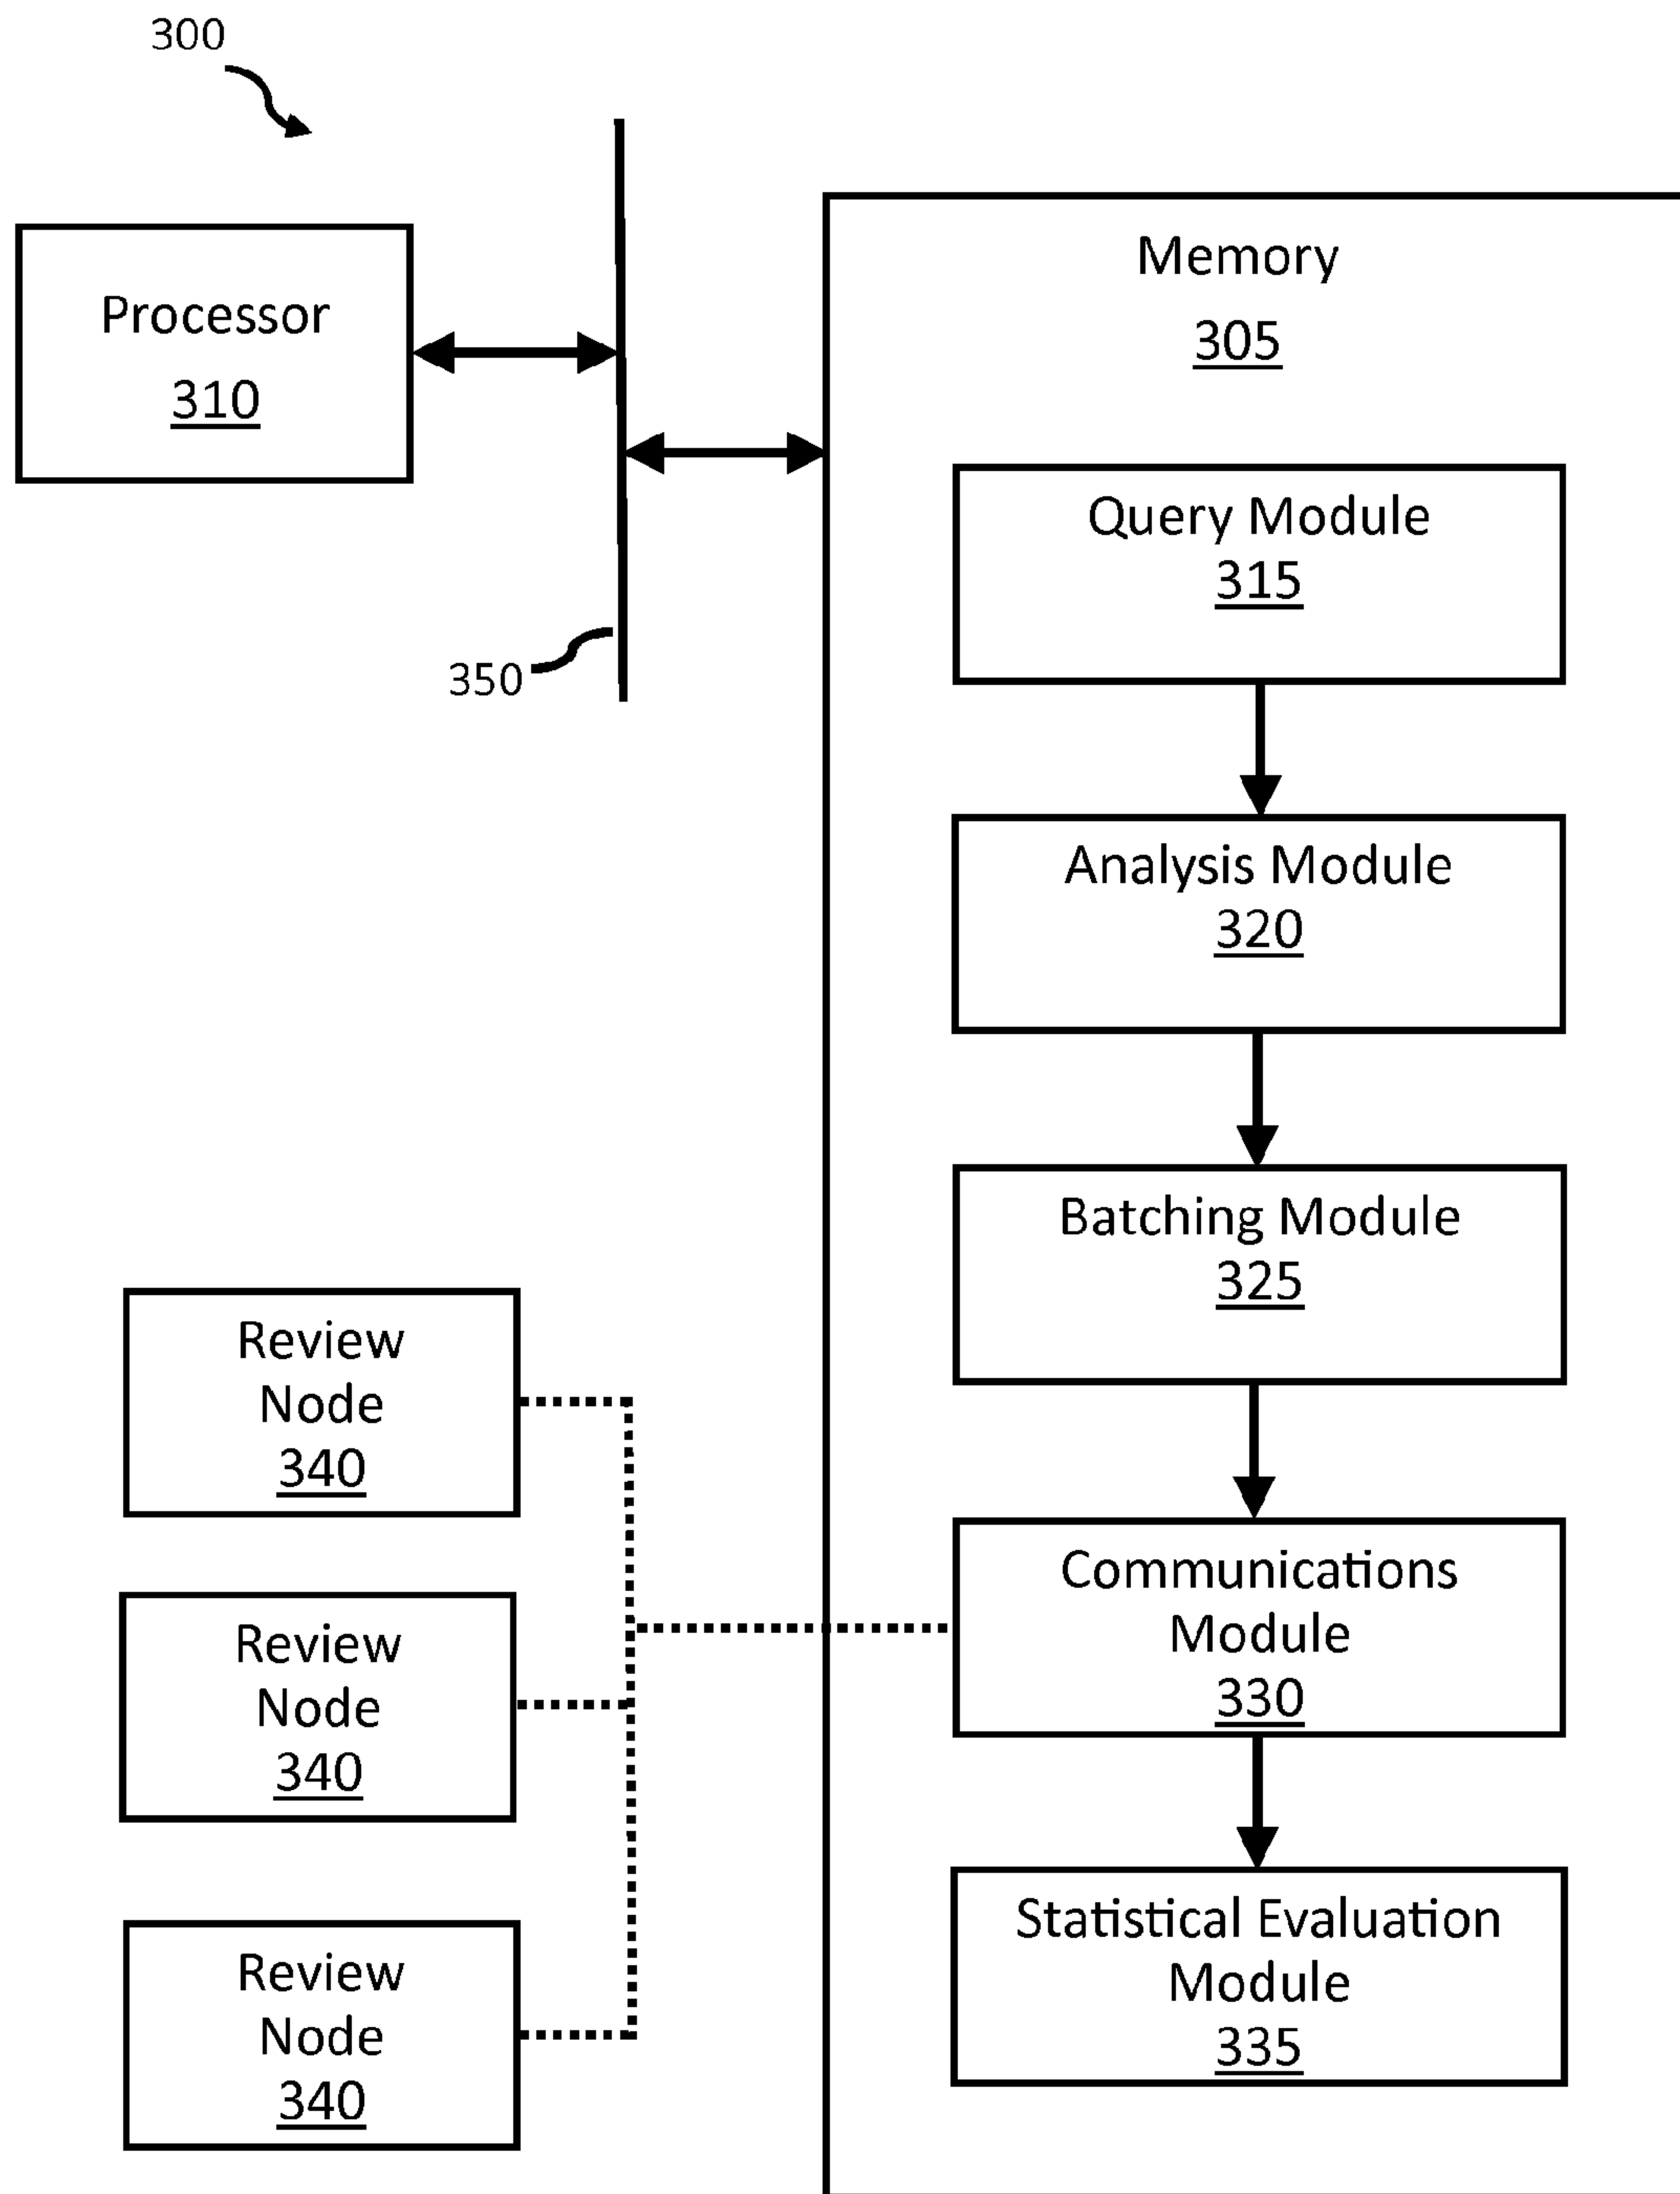 300
Processor
310
350
Memory
305
Query Module
315
Analysis Module
320
Batching Module
325
Communications
Module
330
Statistical Evaluation
Module
335
Review
Node
340
Review
Node
340
Review
Node
340